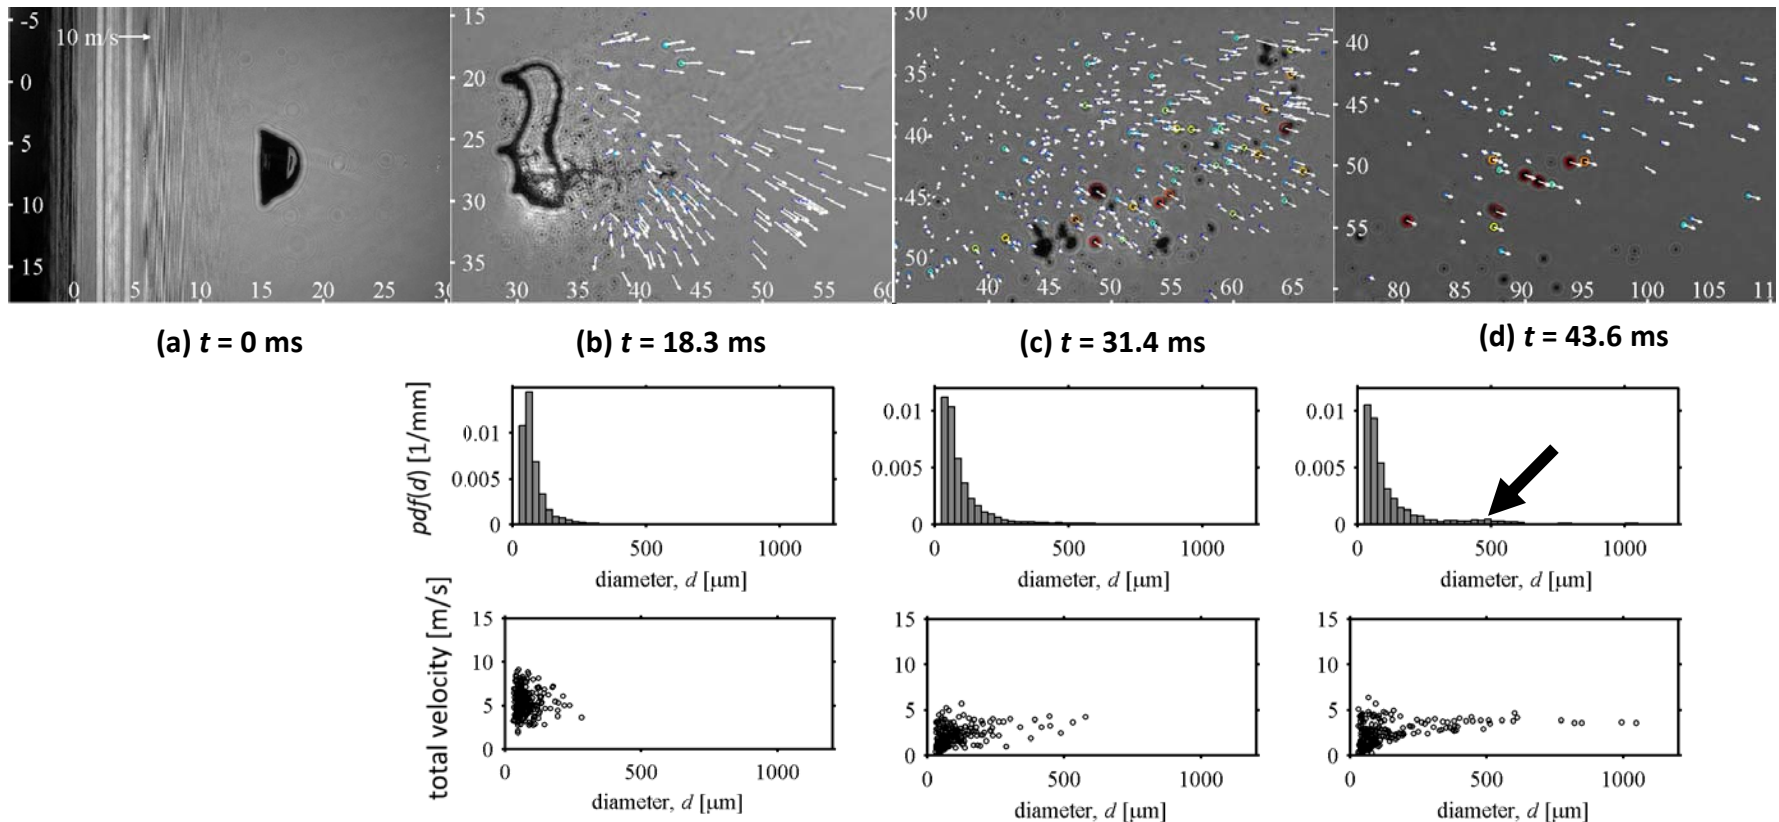 -5
0
5
10
15
10 m/s
0 5 10 15 20 25 30
15
20
25
30
35
30 35 40 45 50 55 60
30
35
40
45
50
40 45 50 55 60 65
40
45
50
55
80 85 90 95 100 105 11
(a) t = 0 ms
(b) t = 18.3 ms
(c) t = 31.4 ms
(d) t = 43.6 ms
pdf(d) [1/mm]
0.01
0.005
0
0 500 1000
diameter, d [μm]
0.01
0.005
0
0 500 1000
diameter, d [μm]
0.01
0.005
0
0 500 1000
diameter, d [μm]
total velocity [m/s]
15
10
5
0
0 500 1000
diameter, d [μm]
15
10
5
0
0 500 1000
diameter, d [μm]
15
10
5
0
0 500 1000
diameter, d [μm]